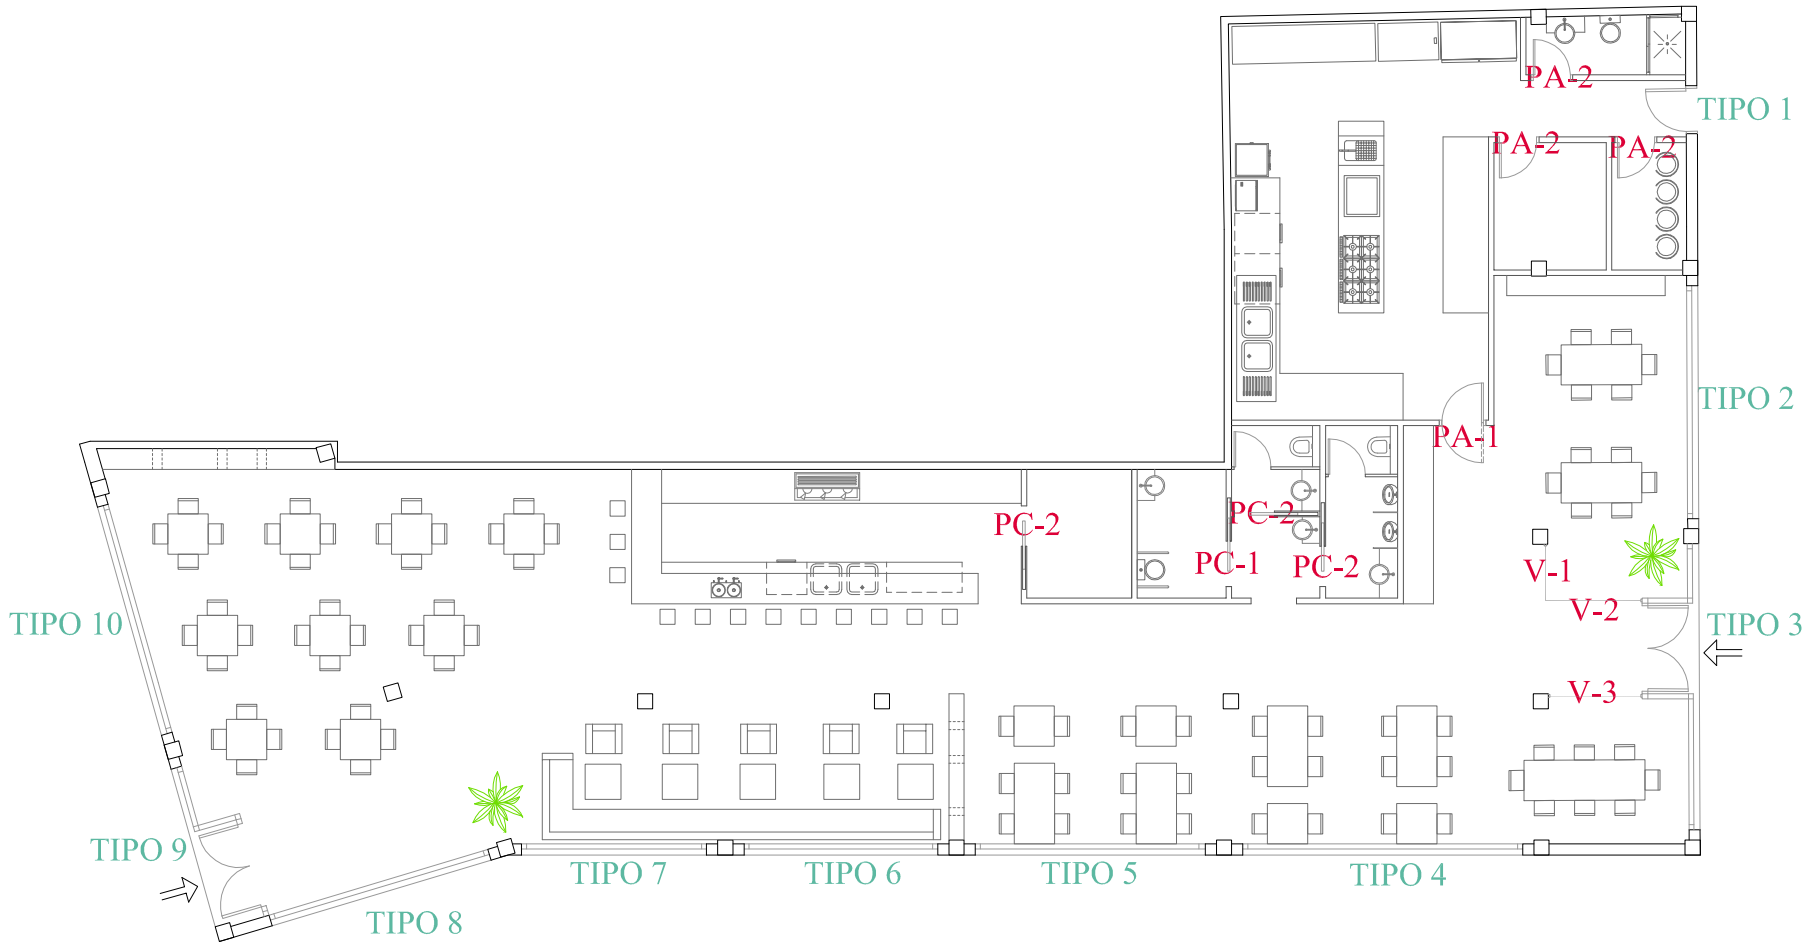 PA-2
TIPO 1
PA-2
PA-2
TIPO 2
PA-1
PC-2
PC-2
PC-1
PC-2
V-1
V-2
TIPO 10
TIPO 3
V-3
TIPO 9
TIPO 7
TIPO 6
TIPO 5
TIPO 4
TIPO 8